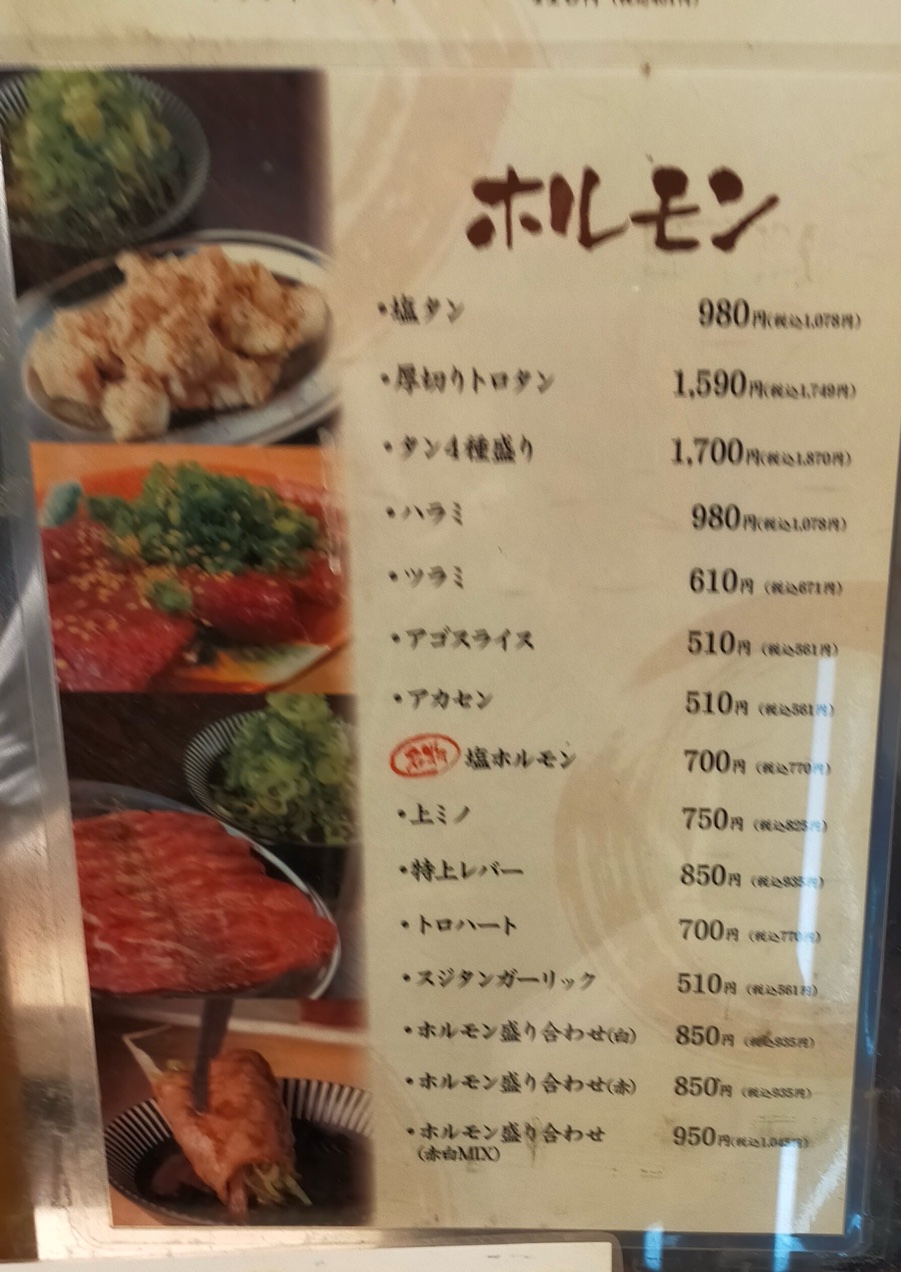 ホルモン
・塩タン 980円(税込1,078円)
・厚切りトロタン 1,590円(税込1,749円)
・タン4種盛り 1,700円(税込1,870円)
・ハラミ 980円(税込1,078円)
・ツラミ 610円(税込671円)
・アゴスライス 510円(税込561円)
・アカセン 510円(税込561円)
塩ホルモン 700円(税込770円)
・上ミノ 750円(税込825円)
・特上レバー 850円(税込935円)
・トロハート 700円(税込770円)
・スジタンガーリック 510円(税込561円)
・ホルモン盛り合わせ(白) 850円(税込935円)
・ホルモン盛り合わせ(赤) 850円(税込935円)
・ホルモン盛り合わせ 950円(税込1,045円)
(赤白MIX)